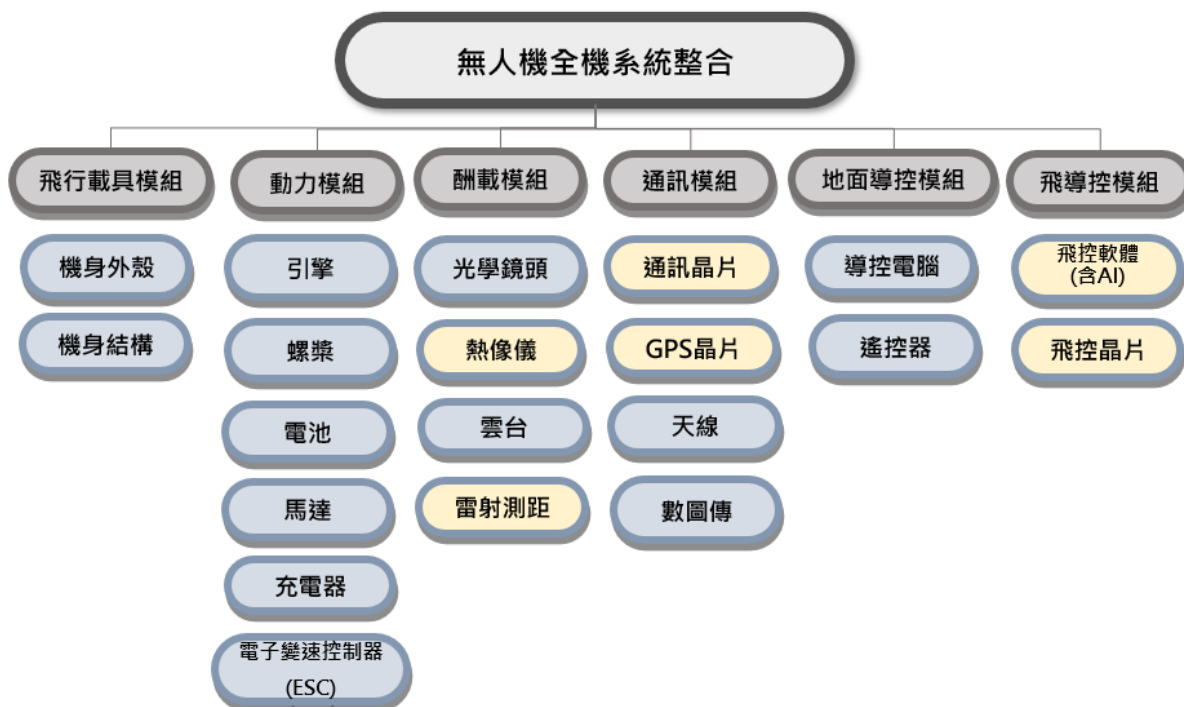 無人機全機系統整合
飛行載具模組
動力模組
酬載模組
通訊模組
地面導控模組
飛導控模組
機身外殼
機身結構
引擎
螺槳
電池
馬達
充電器
電子變速控制器
(ESC)
光學鏡頭
熱像儀
雲台
雷射測距
通訊晶片
GPS晶片
天線
數圖傳
導控電腦
遙控器
飛控軟體
(含AI)
飛控晶片